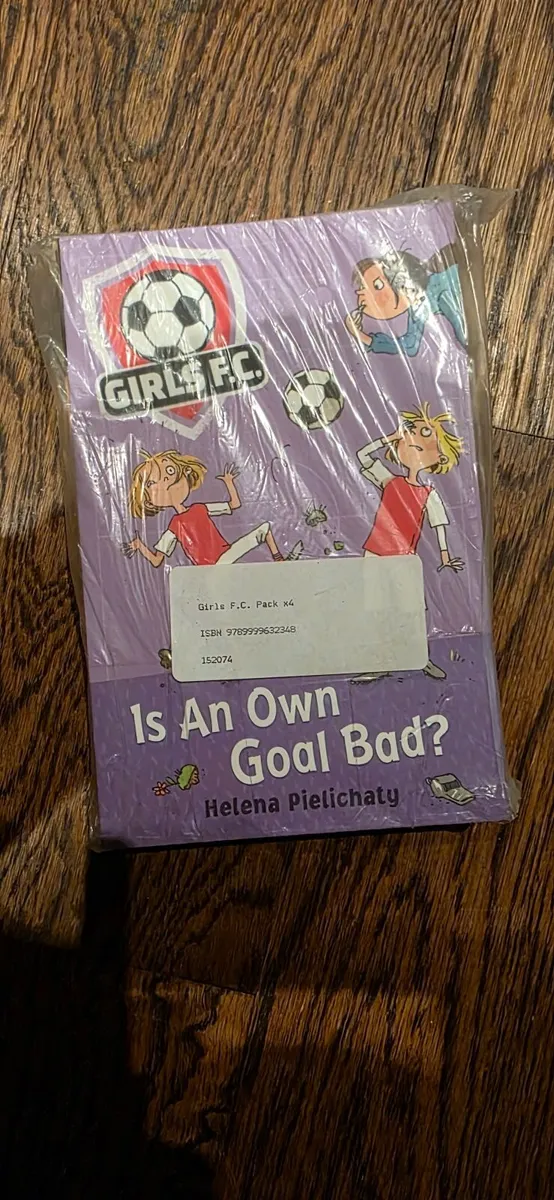 GIRLS F.C.
Girls F.C. Pack x4
ISBN 9789999632348
152074
Is An Own
Goal Bad?
Helena Pielichaty